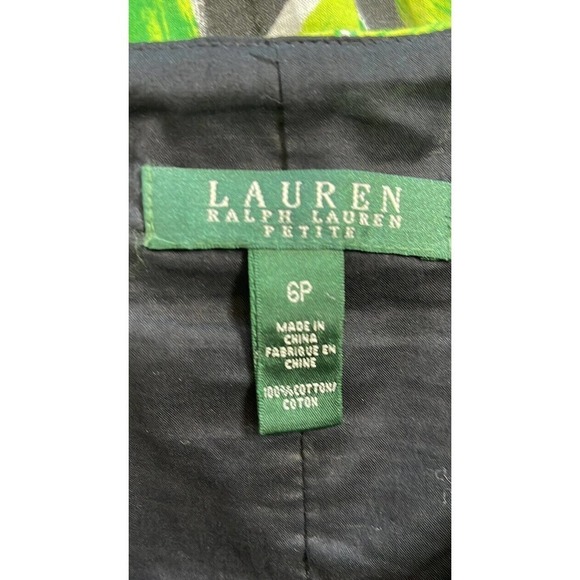 LAUREN
RALPH LAUREN
PETITE
6P
MADE IN
CHINA
FABRIQUE EN
CHINE
100%COTTON/
COTON